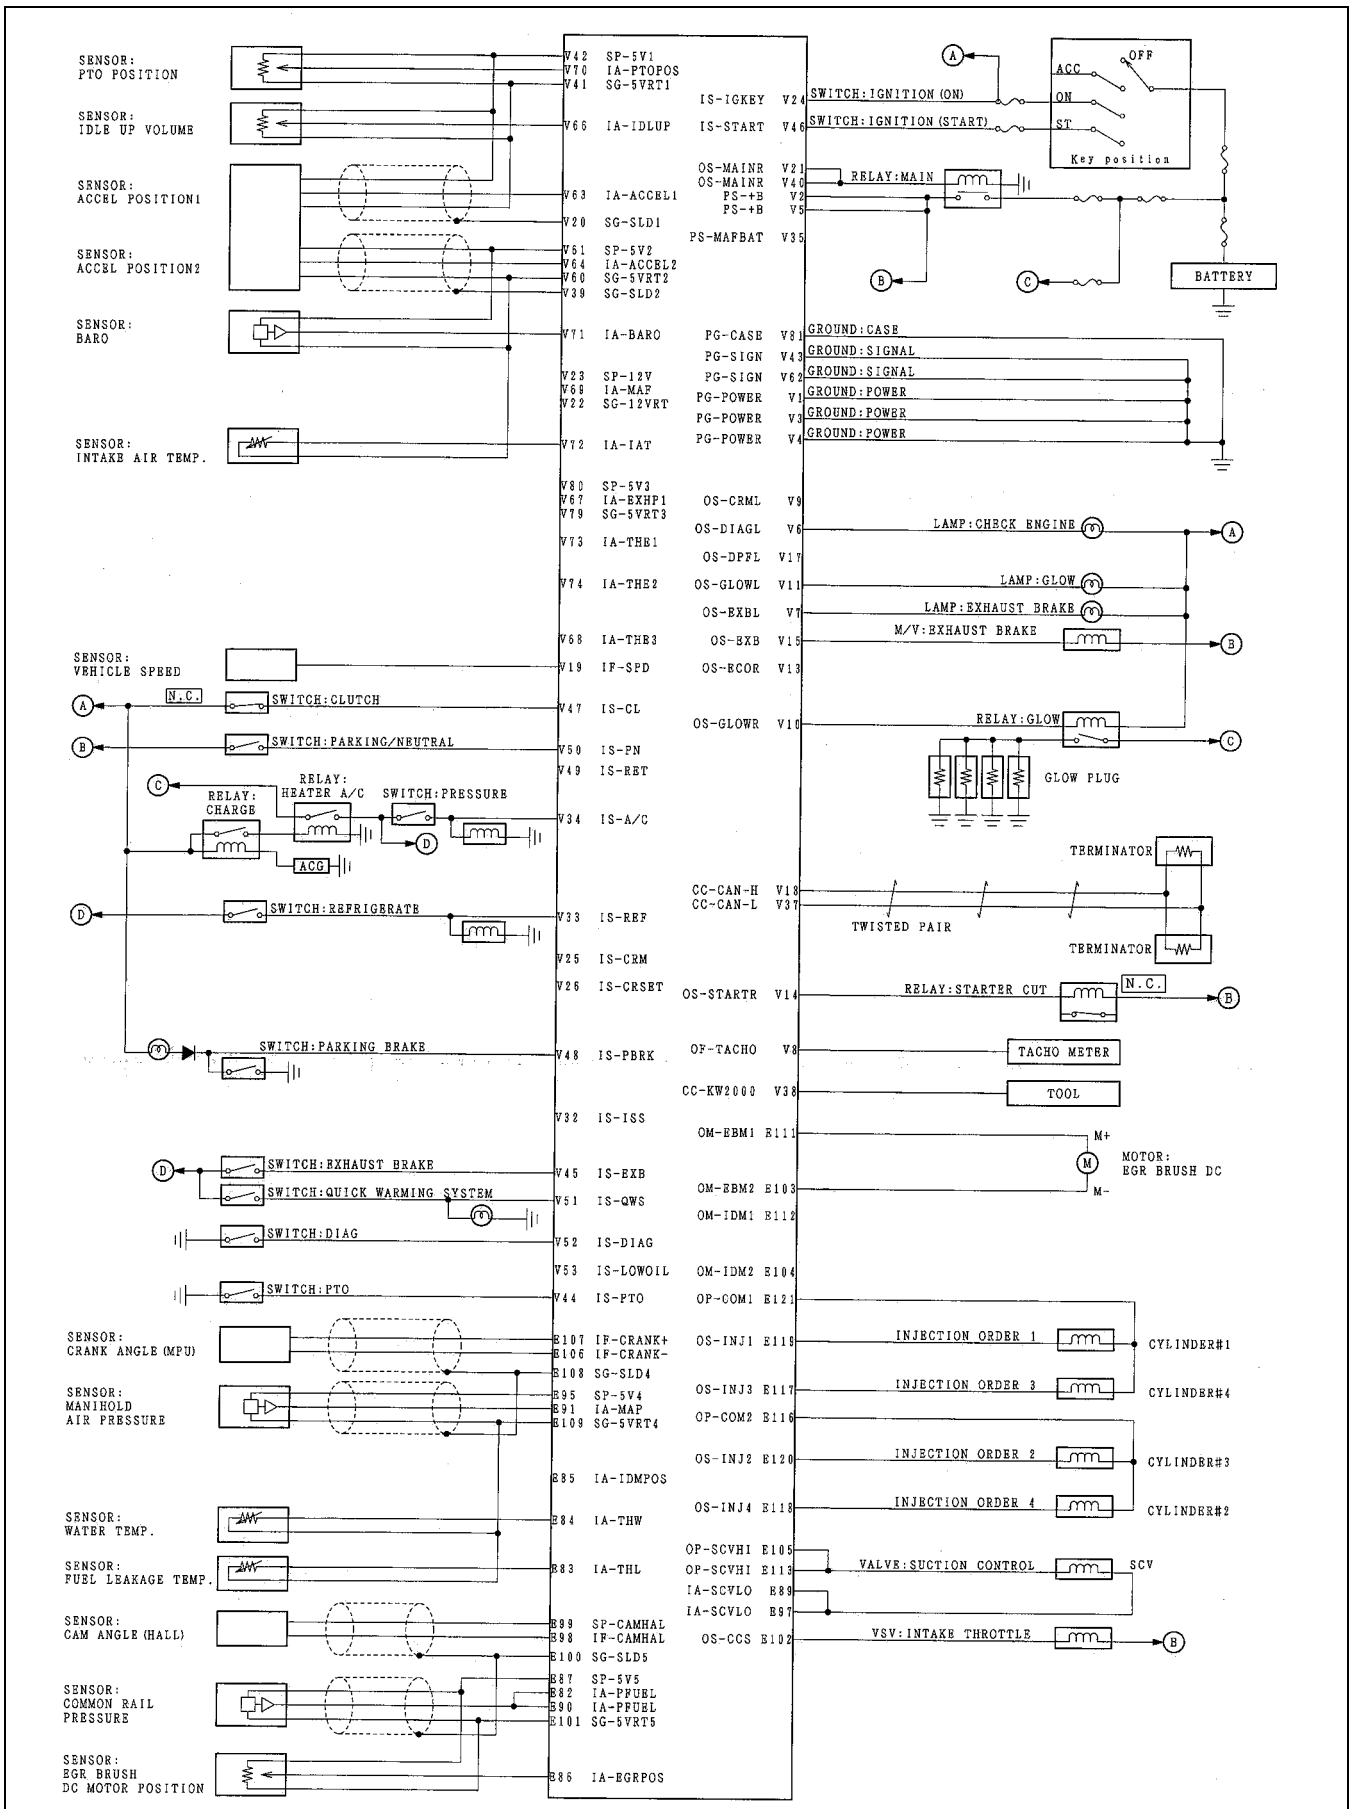 SENSOR:
PTO POSITION
V42 SP-5V1
V70 IA-PTOPOS
V41 SG-5VRT1
SENSOR:
IDLE UP VOLUME
V66 IA-IDLUP
SENSOR:
ACCEL POSITION1
V63 IA-ACCEL1
V20 SG-SLD1
SENSOR:
ACCEL POSITION2
V61 SP-5V2
V64 IA-ACCEL2
V60 SG-5VRT2
V39 SG-SLD2
SENSOR:
BARO
V71 IA-BARO
V23 SP-12V
V69 IA-MAF
V22 SG-12VRT
SENSOR:
INTAKE AIR TEMP.
V72 IA-IAT
V80 SP-5V3
V67 IA-EXHP1
V79 SG-5VRT3
V73 IA-THE1
V74 IA-THE2
V68 IA-THE3
SENSOR:
VEHICLE SPEED
V19 IF-SPD
A
N.C.
SWITCH:CLUTCH
V47 IS-CL
B
SWITCH:PARKING/NEUTRAL
V50 IS-PN
V49 IS-RET
C
RELAY:
HEATER A/C
SWITCH:PRESSURE
RELAY:
CHARGE
V34 IS-A/C
D
ACG
D
SWITCH:REFRIGERATE
V33 IS-REF
V25 IS-CRM
V26 IS-CRSET
SWITCH:PARKING BRAKE
V48 IS-PBRK
V32 IS-ISS
D
SWITCH:EXHAUST BRAKE
V45 IS-EXB
SWITCH:QUICK WARMING SYSTEM
V51 IS-QWS
SWITCH:DIAG
V52 IS-DIAG
V53 IS-LOWOIL
SWITCH:PTO
V44 IS-PTO
SENSOR:
CRANK ANGLE(MPU)
E107 IF-CRANK+
E106 IF-CRANK-
E108 SG-SLD4
SENSOR:
MANIHOLD
AIR PRESSURE
E95 SP-5V4
E91 IA-MAP
E109 SG-5VRT4
E85 IA-IDMPOS
SENSOR:
WATER TEMP.
E84 IA-THW
SENSOR:
FUEL LEAKAGE TEMP.
E83 IA-THL
SENSOR:
CAM ANGLE(HALL)
E99 SP-CAMHAL
E98 IF-CAMHAL
E100 SG-SLD5
SENSOR:
COMMON RAIL
PRESSURE
E87 SP-5V5
E82 IA-PFUEL
E90 IA-PFUEL
E101 SG-5VRT5
SENSOR:
EGR BRUSH
DC MOTOR POSITION
E86 IA-EGRPOS
A
OFF
ACC
ON
ST
Key position
IS-IGKEY V24 SWITCH:IGNITION(ON)
IS-START V46 SWITCH:IGNITION(START)
OS-MAINR V21
OS-MAINR V40
RELAY:MAIN
PS-+B V2
PS-+B V5
PS-MAFBAT V35
B
C
BATTERY
PG-CASE V81 GROUND:CASE
PG-SIGN V43 GROUND:SIGNAL
PG-SIGN V62 GROUND:SIGNAL
PG-POWER V1 GROUND:POWER
PG-POWER V3 GROUND:POWER
PG-POWER V4 GROUND:POWER
OS-CRML V9
OS-DIAGL V6 LAMP:CHECK ENGINE
A
OS-DPFL V17
OS-GLOWL V11 LAMP:GLOW
OS-EXBL V7 LAMP:EXHAUST BRAKE
OS-EXB V15 M/V:EXHAUST BRAKE
B
OS-ECOR V13
OS-GLOWR V10 RELAY:GLOW
C
GLOW PLUG
TERMINATOR
CC-CAN-H V18
CC-CAN-L V37
TWISTED PAIR
TERMINATOR
OS-STARTR V14 RELAY:STARTER CUT
N.C.
B
OF-TACHO V8 TACHO METER
CC-KW2000 V38 TOOL
OM-EBM1 E111
M+
M
MOTOR:
EGR BRUSH DC
OM-EBM2 E103
M-
OM-IDM1 E112
OM-IDM2 E104
OP-COM1 E121
OS-INJ1 E119 INJECTION ORDER 1 CYLINDER#1
OS-INJ3 E117 INJECTION ORDER 3 CYLINDER#4
OP-COM2 E116
OS-INJ2 E120 INJECTION ORDER 2 CYLINDER#3
OS-INJ4 E118 INJECTION ORDER 4 CYLINDER#2
OP-SCVHI E105
OP-SCVHI E113 VALVE:SUCTION CONTROL SCV
IA-SCVLO E89
IA-SCVLO E97
OS-CCS E102 VSV:INTAKE THROTTLE
B